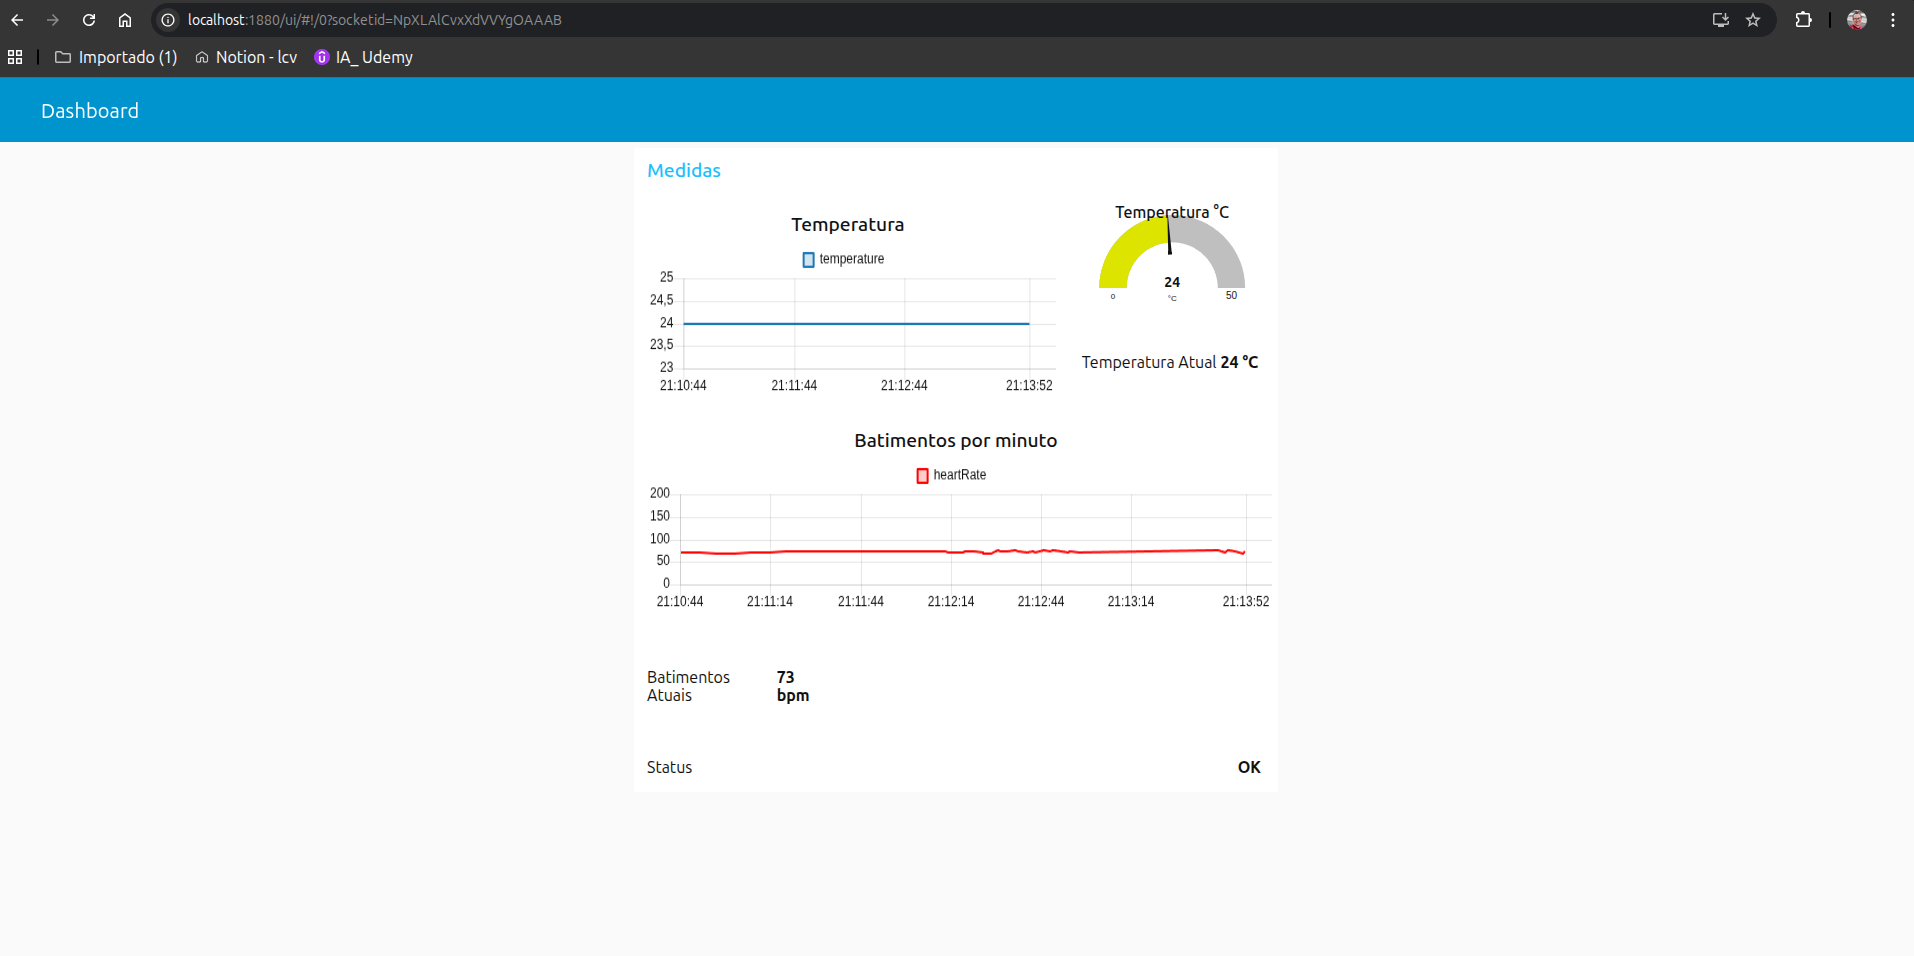 localhost:1880/ui/#!/0?socketid=NpXLAlCvxXdVVYgOAAAB
Importado (1)
Notion - lcv
IA_ Udemy
Dashboard
Medidas
Temperatura
temperature
25
24,5
24
23,5
23
21:10:44 21:11:44 21:12:44 21:13:52
Temperatura °C
24
°C
0
50
Temperatura Atual 24 °C
Batimentos por minuto
heartRate
200
150
100
50
0
21:10:44 21:11:14 21:11:44 21:12:14 21:12:44 21:13:14 21:13:52
Batimentos 73
Atuais bpm
Status OK